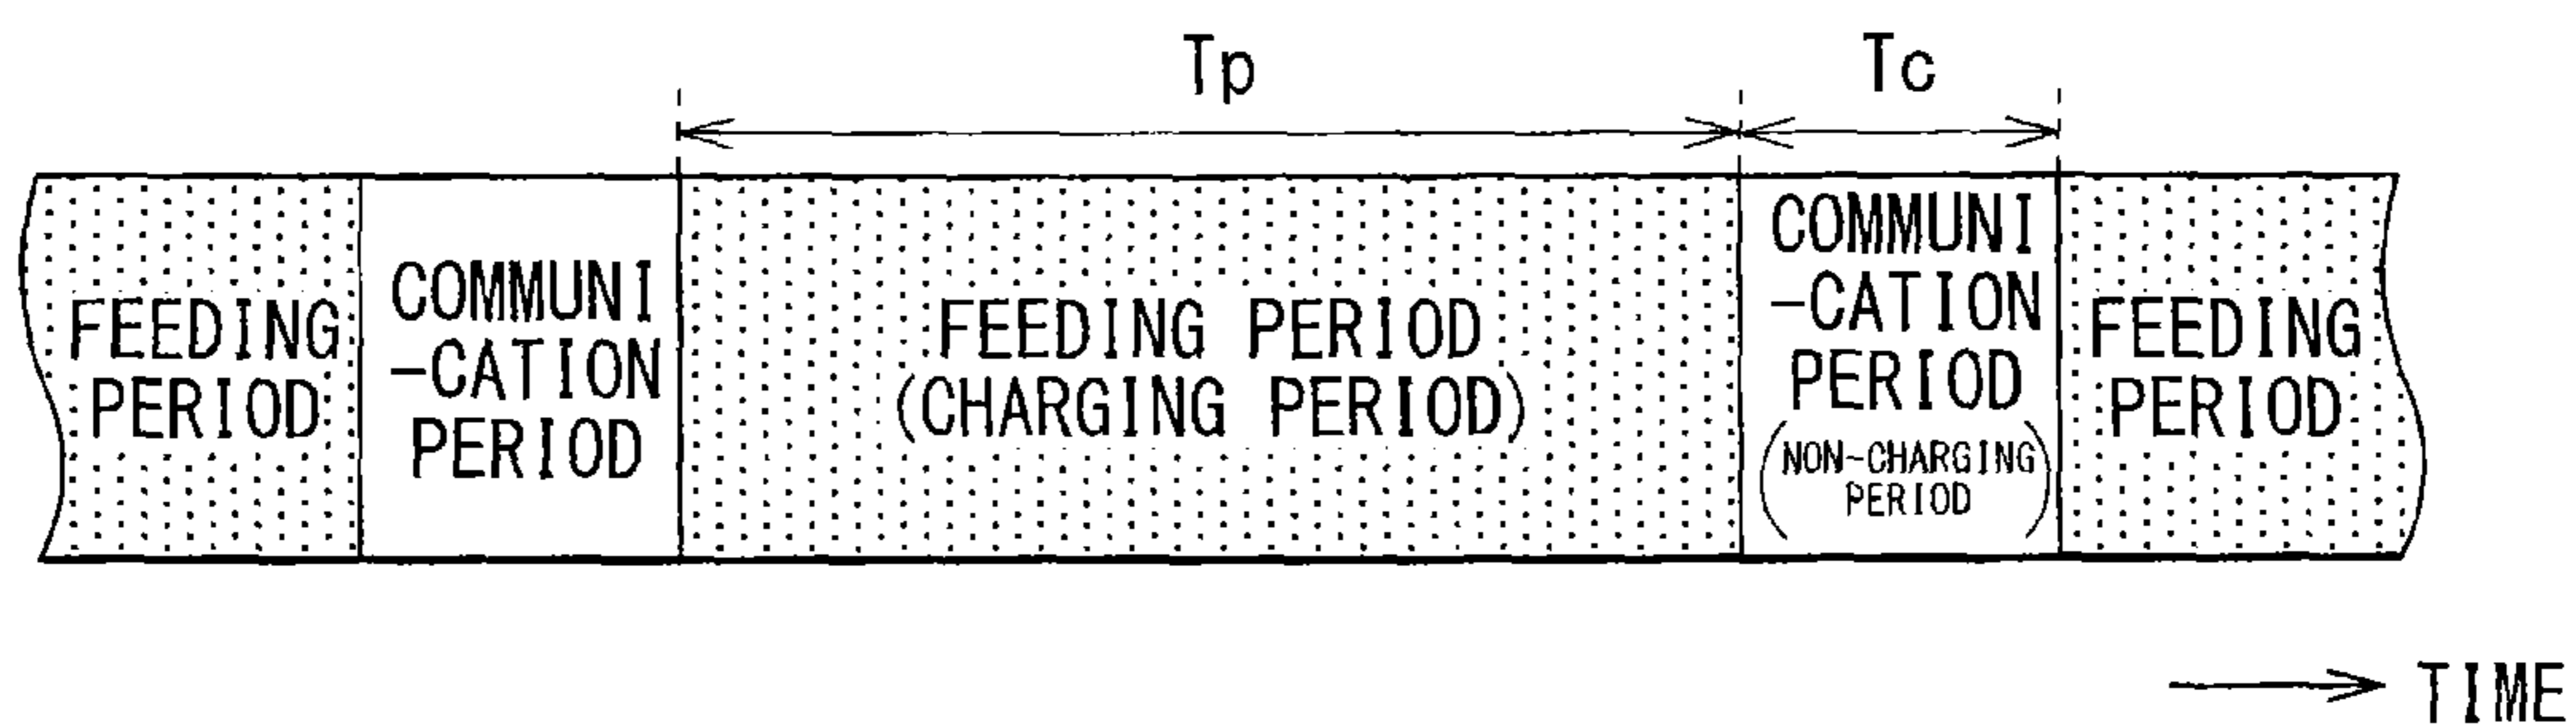 Tp
Tc
FEEDING
PERIOD
COMMUNI
-CATION
PERIOD
FEEDING PERIOD
(CHARGING PERIOD)
COMMUNI
-CATION
PERIOD
(NON-CHARGING
PERIOD)
FEEDING
PERIOD
TIME